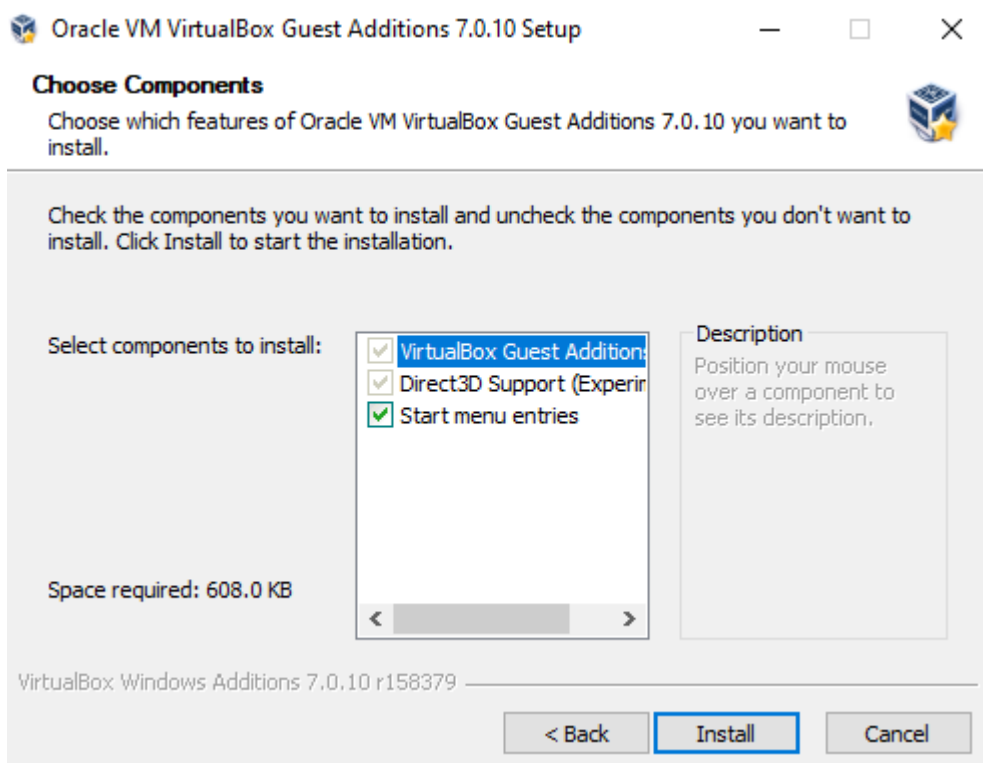 Oracle VM VirtualBox Guest Additions 7.0.10 Setup
Choose Components
Choose which features of Oracle VM VirtualBox Guest Additions 7.0.10 you want to
install.
Check the components you want to install and uncheck the components you don't want to
install. Click Install to start the installation.
Select components to install:
VirtualBox Guest Addition
Direct3D Support (Experi
Start menu entries
Description
Position your mouse
over a component to
see its description.
Space required: 608.0 KB
VirtualBox Windows Additions 7.0.10 r158379
< Back
Install
Cancel